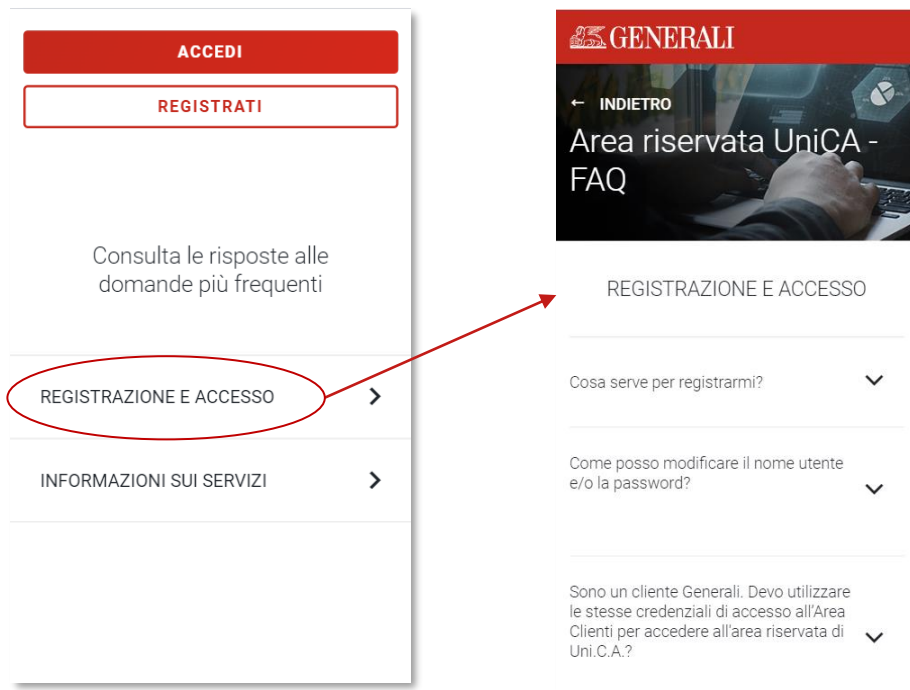 ACCEDI
REGISTRATI
Consulta le risposte alle
domande più frequenti
REGISTRAZIONE E ACCESSO
INFORMAZIONI SUI SERVIZI
GENERALI
← INDIETRO
Area riservata UniCA -
FAQ
REGISTRAZIONE E ACCESSO
Cosa serve per registrarmi?
Come posso modificare il nome utente
e/o la password?
Sono un cliente Generali. Devo utilizzare
le stesse credenziali di accesso all'Area
Clienti per accedere all'area riservata di
Uni.C.A.?